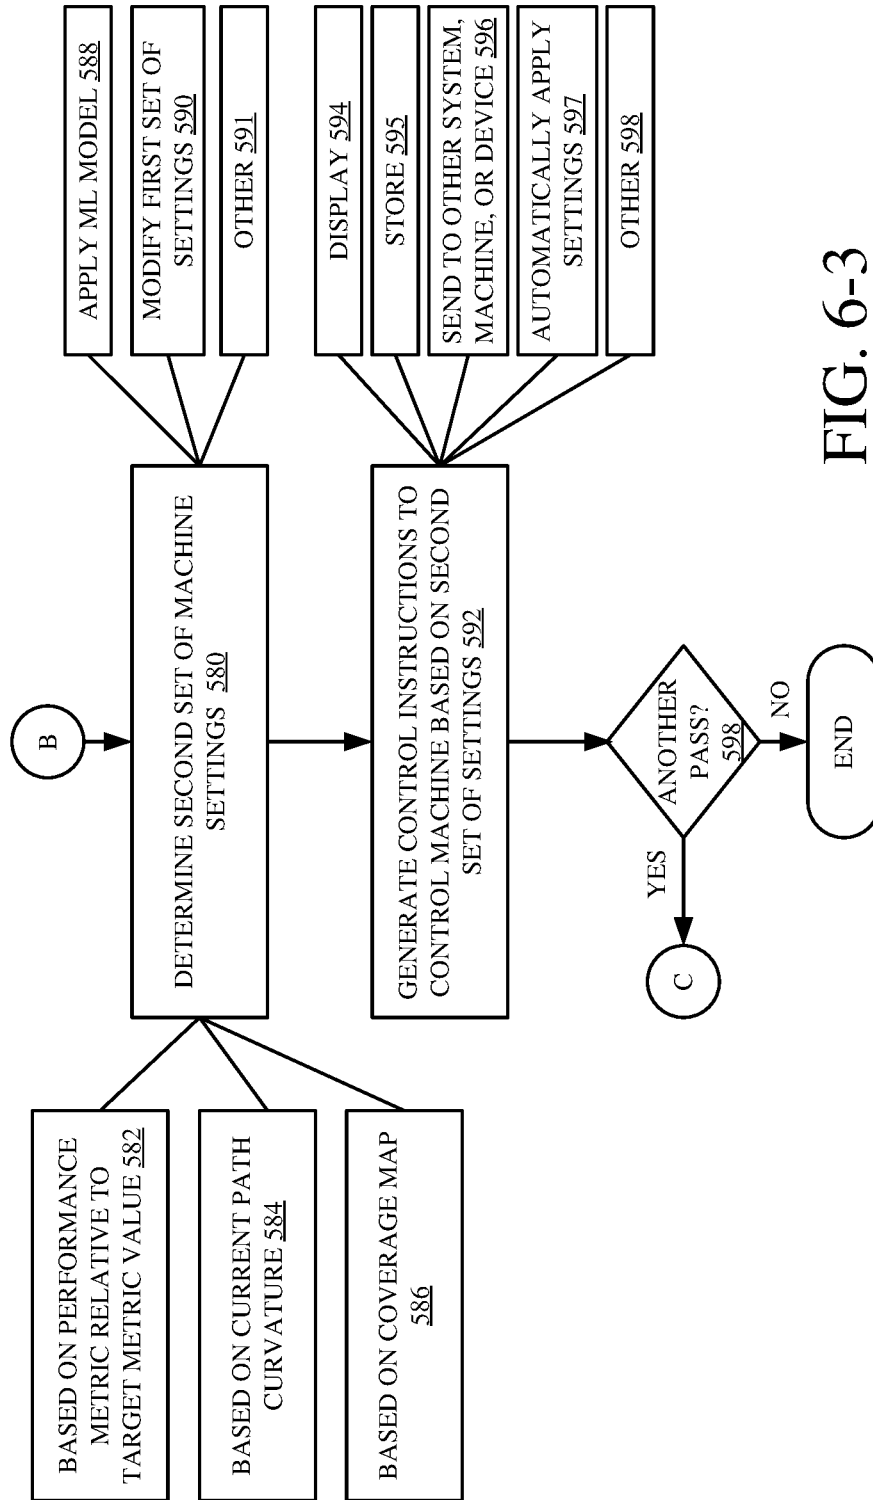 B
BASED ON PERFORMANCE
METRIC RELATIVE TO
TARGET METRIC VALUE 582
BASED ON CURRENT PATH
CURVATURE 584
BASED ON COVERAGE MAP
586
DETERMINE SECOND SET OF MACHINE
SETTINGS 580
APPLY ML MODEL 588
MODIFY FIRST SET OF
SETTINGS 590
OTHER 591
GENERATE CONTROL INSTRUCTIONS TO
CONTROL MACHINE BASED ON SECOND
SET OF SETTINGS 592
DISPLAY 594
STORE 595
SEND TO OTHER SYSTEM,
MACHINE, OR DEVICE 596
AUTOMATICALLY APPLY
SETTINGS 597
OTHER 598
ANOTHER
PASS?
598
YES
C
NO
END
FIG. 6-3